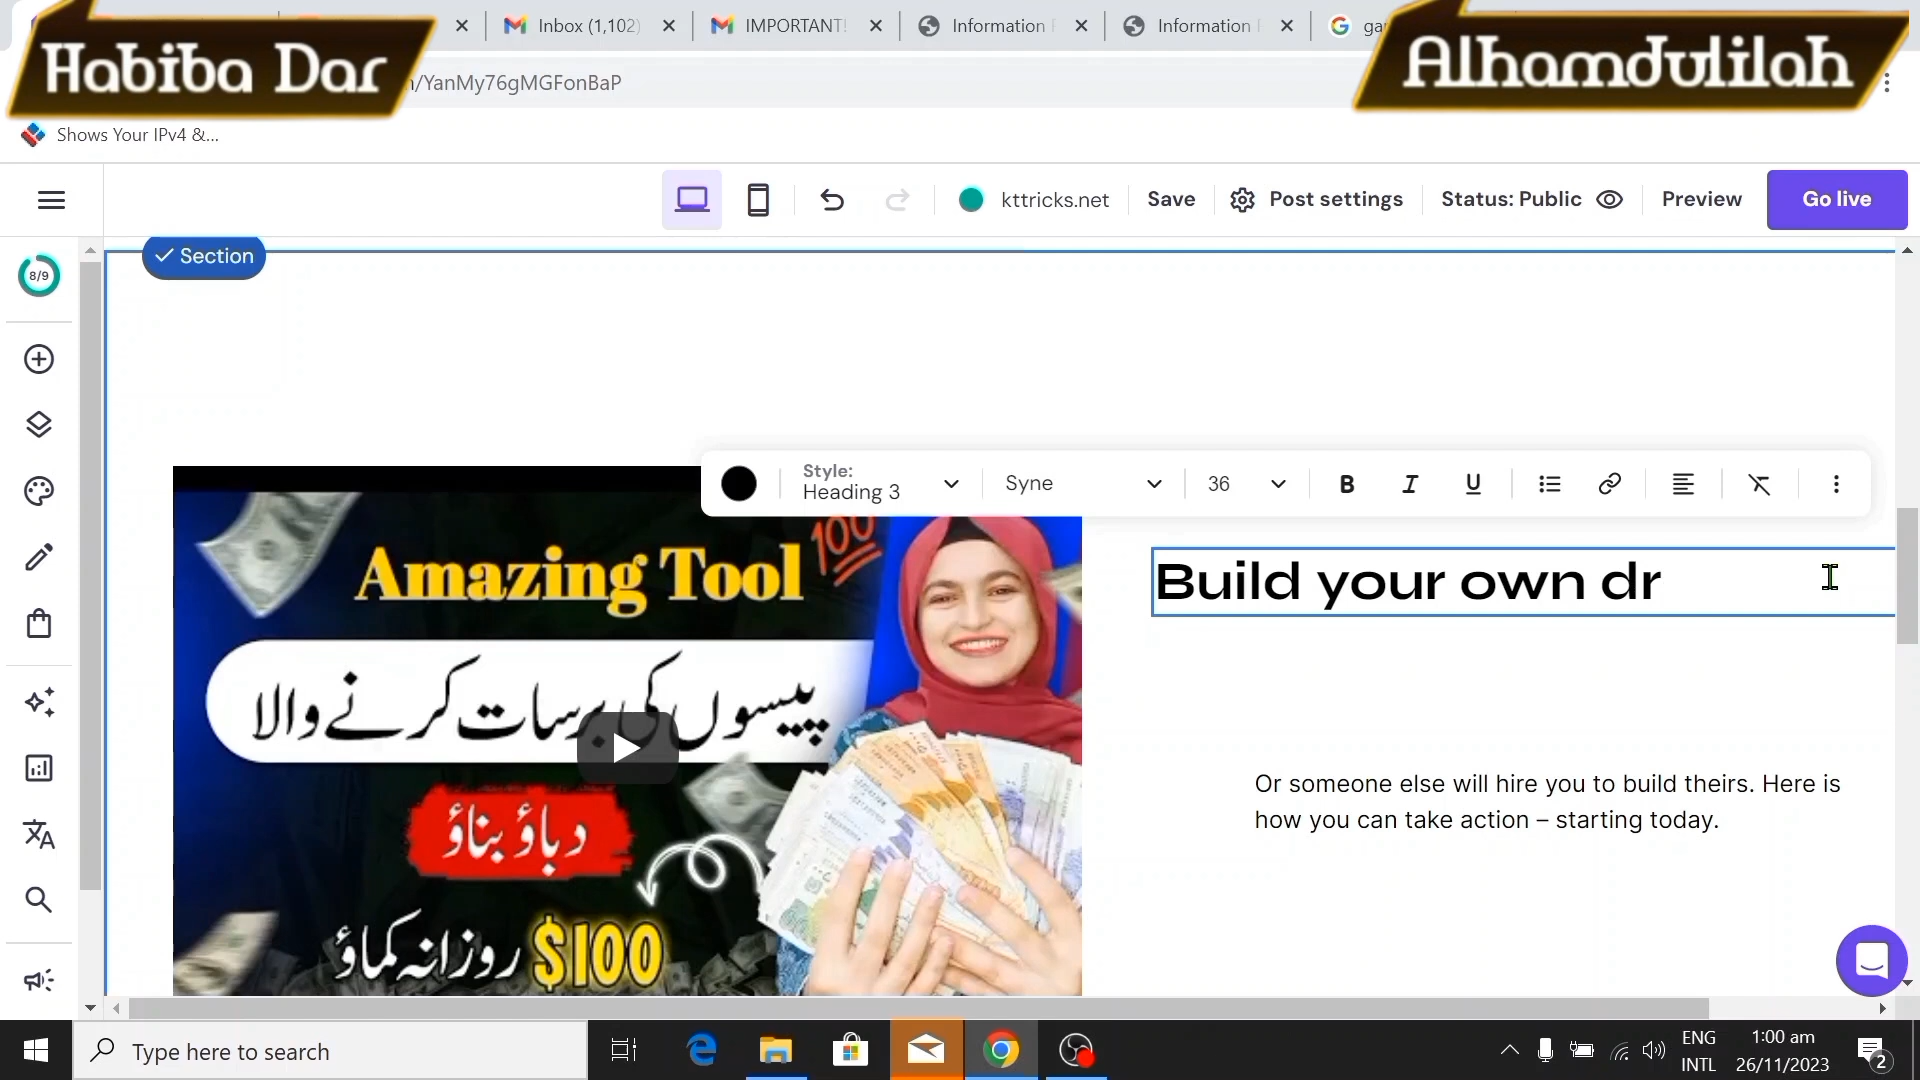 Habiba Dar
Alhamdulilah
Inbox (1,102)
IMPORTANT!
Information
Information
/YanMy76gMGFonBaP
Shows Your IPv4 &...
kttricks.net
Save
Post settings
Status: Public
Preview
Go live
8/9
Section
Style:
Heading 3
Syne
36
B
I
U
Amazing Tool
100
پیسوں کی برسات کرنے والا
دباؤ بناؤ
$100 روزانہ کماؤ
Build your own dr
Or someone else will hire you to build theirs. Here is
how you can take action – starting today.
Type here to search
ENG
INTL
1:00 am
26/11/2023
2